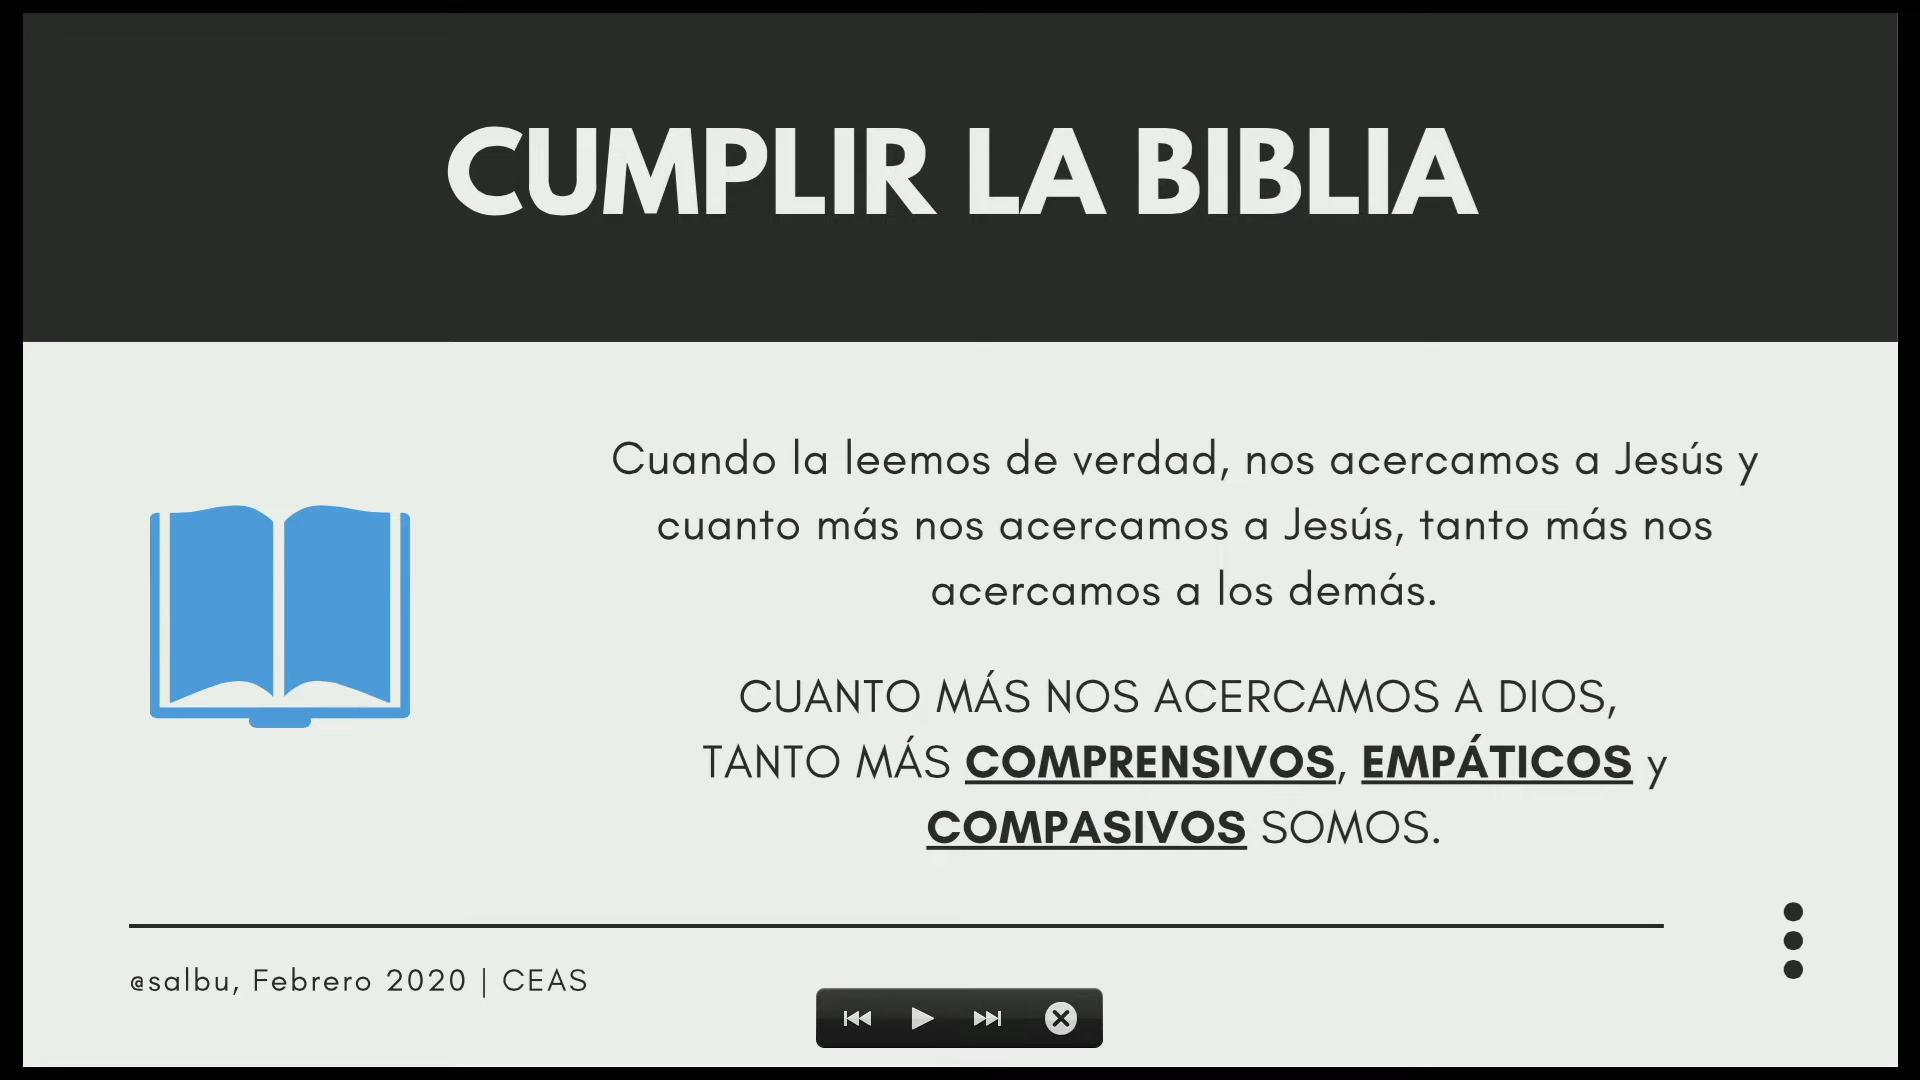 CUMPLIR LA BIBLIA
Cuando la leemos de verdad, nos acercamos a Jesús y
cuanto más nos acercamos a Jesús, tanto más nos
acercamos a los demás.
CUANTO MÁS NOS ACERCAMOS A DIOS,
TANTO MÁS COMPRENSIVOS, EMPÁTICOS y
COMPASIVOS SOMOS.
@salbu, Febrero 2020 | CEAS